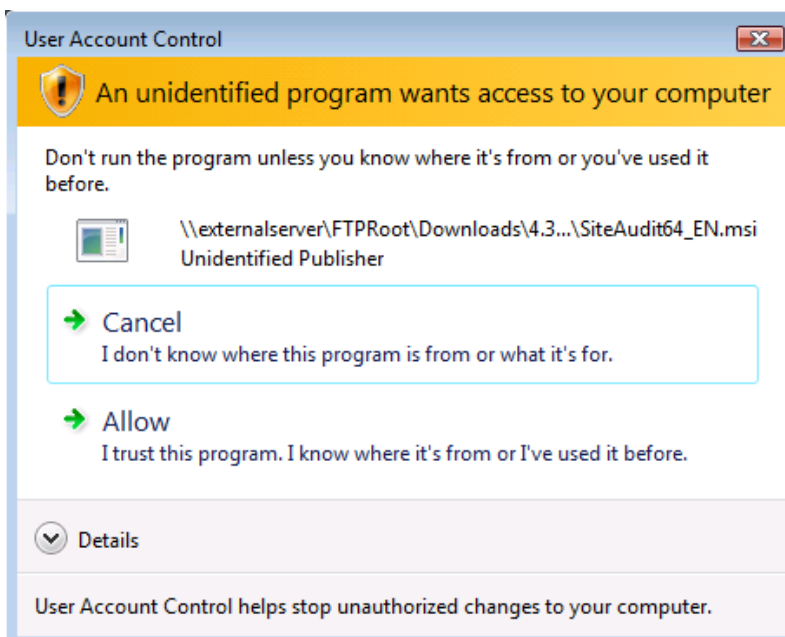 User Account Control
An unidentified program wants access to your computer
Don't run the program unless you know where it's from or you've used it
before.
\\externalserver\FTPRoot\Downloads\4.3...\SiteAudit64_EN.msi
Unidentified Publisher
Cancel
I don't know where this program is from or what it's for.
Allow
I trust this program. I know where it's from or I've used it before.
Details
User Account Control helps stop unauthorized changes to your computer.